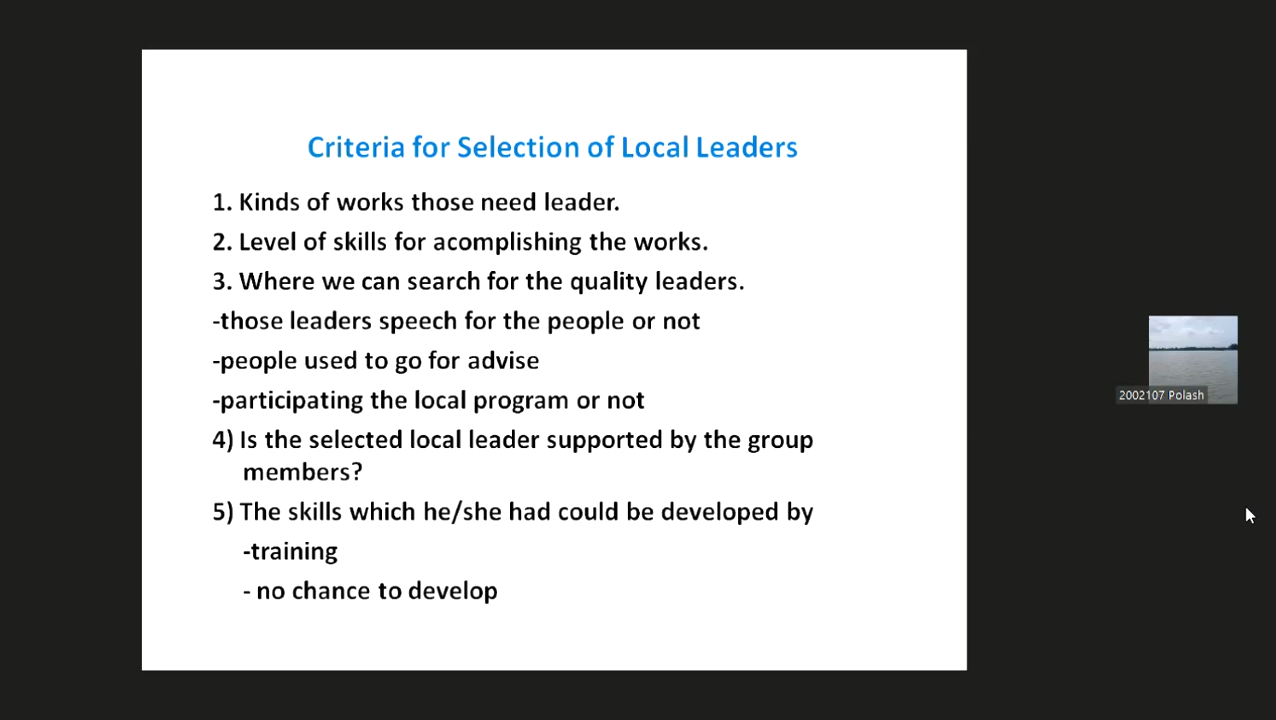 Criteria for Selection of Local Leaders
1. Kinds of works those need leader.
2. Level of skills for acomplishing the works.
3. Where we can search for the quality leaders.
-those leaders speech for the people or not
-people used to go for advise
-participating the local program or not
4) Is the selected local leader supported by the group
members?
5) The skills which he/she had could be developed by
-training
- no chance to develop
2002107 Polash